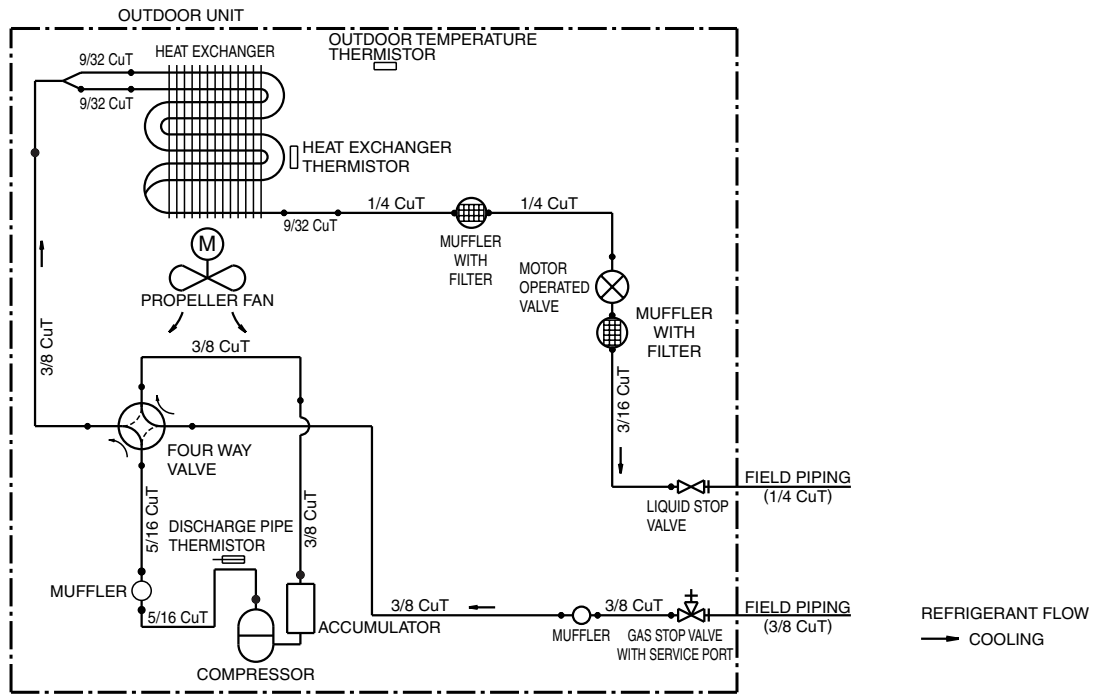 OUTDOOR UNIT
HEAT EXCHANGER
OUTDOOR TEMPERATURE
THERMISTOR
9/32 CuT
9/32 CuT
HEAT EXCHANGER
THERMISTOR
1/4 CuT
1/4 CuT
9/32 CuT
MUFFLER
WITH
FILTER
M
PROPELLER FAN
MOTOR
OPERATED
VALVE
MUFFLER
WITH
FILTER
3/8 CuT
3/8 CuT
3/16 CuT
FOUR WAY
VALVE
FIELD PIPING
(1/4 CuT)
LIQUID STOP
VALVE
5/16 CuT
3/8 CuT
DISCHARGE PIPE
THERMISTOR
MUFFLER
5/16 CuT
ACCUMULATOR
COMPRESSOR
3/8 CuT
3/8 CuT
MUFFLER
GAS STOP VALVE
WITH SERVICE PORT
FIELD PIPING
(3/8 CuT)
REFRIGERANT FLOW
COOLING